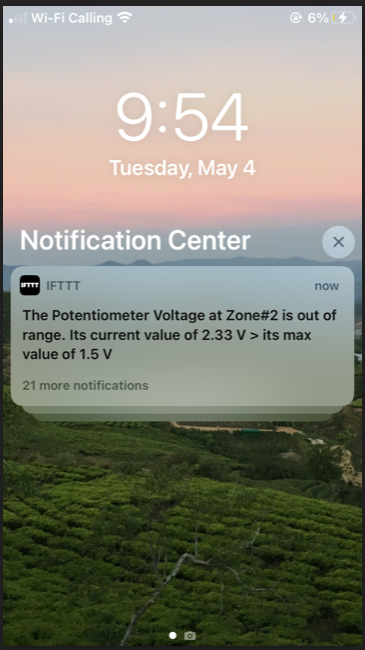 Wi-Fi Calling 6%
9:54
Tuesday, May 4
Notification Center
IFTTT IFTTT now
The Potentiometer Voltage at Zone#2 is out of
range. Its current value of 2.33 V > its max
value of 1.5 V
21 more notifications